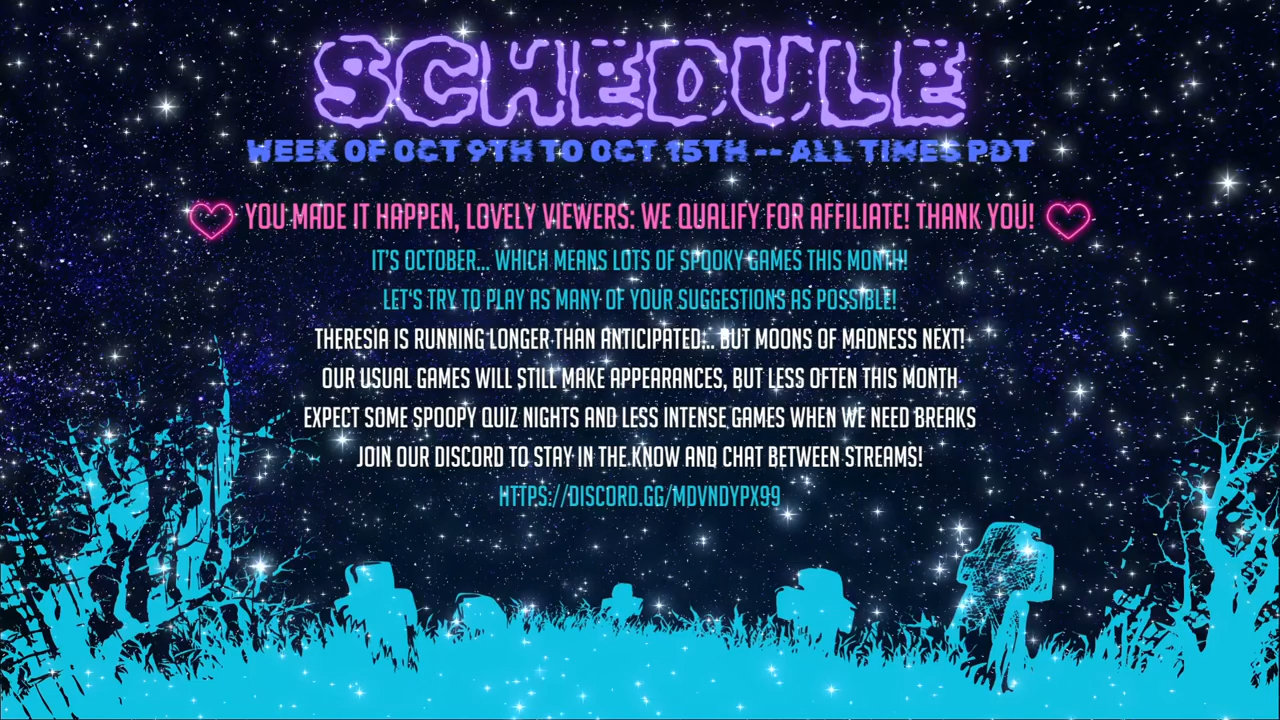 SCHEDULE
WEEK OF OCT 9TH TO OCT 15TH -- ALL TIMES PDT
YOU MADE IT HAPPEN, LOVELY VIEWERS: WE QUALIFY FOR AFFILIATE! THANK YOU!
IT'S OCTOBER... WHICH MEANS LOTS OF SPOOKY GAMES THIS MONTH!
LET'S TRY TO PLAY AS MANY OF YOUR SUGGESTIONS AS POSSIBLE!
THERESIA IS RUNNING LONGER THAN ANTICIPATED... BUT MOONS OF MADNESS NEXT!
OUR USUAL GAMES WILL STILL MAKE APPEARANCES, BUT LESS OFTEN THIS MONTH
EXPECT SOME SPOOPY QUIZ NIGHTS AND LESS INTENSE GAMES WHEN WE NEED BREAKS
JOIN OUR DISCORD TO STAY IN THE KNOW AND CHAT BETWEEN STREAMS!
HTTPS://DISCORD.GG/MDVNDYPX99